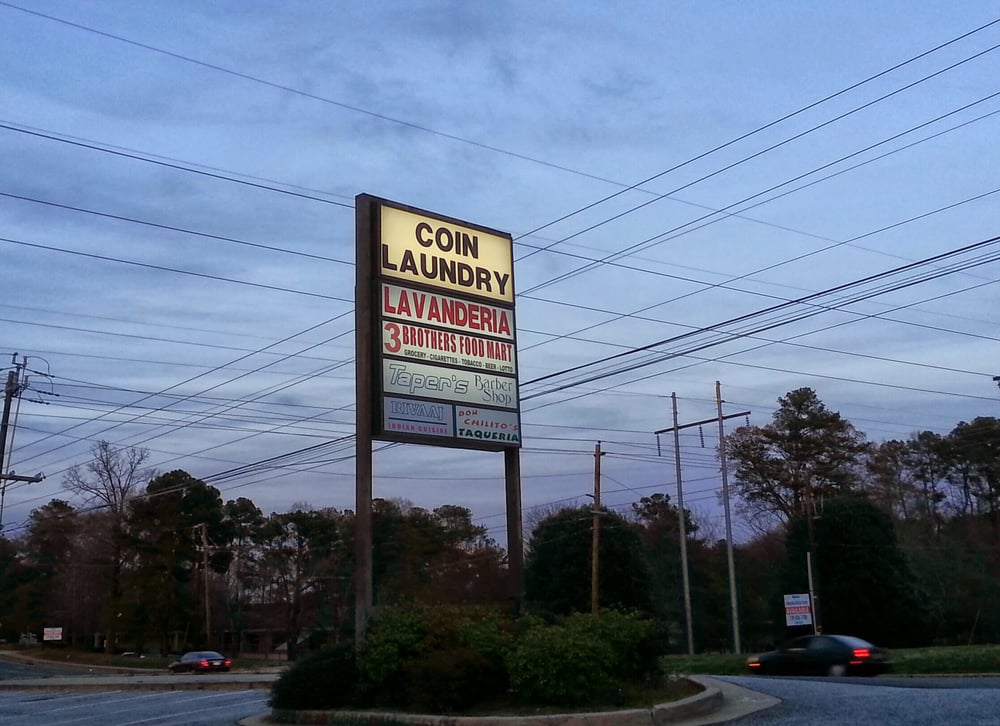 COIN
LAUNDRY
LAVANDERIA
3 BROTHERS FOOD MART
GROCERY - CIGARETTES - TOBACCO - BEER - LOTTO
Taper's Barber
Shop
RIVAAJ
INDIAN CUISINE
DON
CHILITO'S
TAQUERIA
AVAILABLE